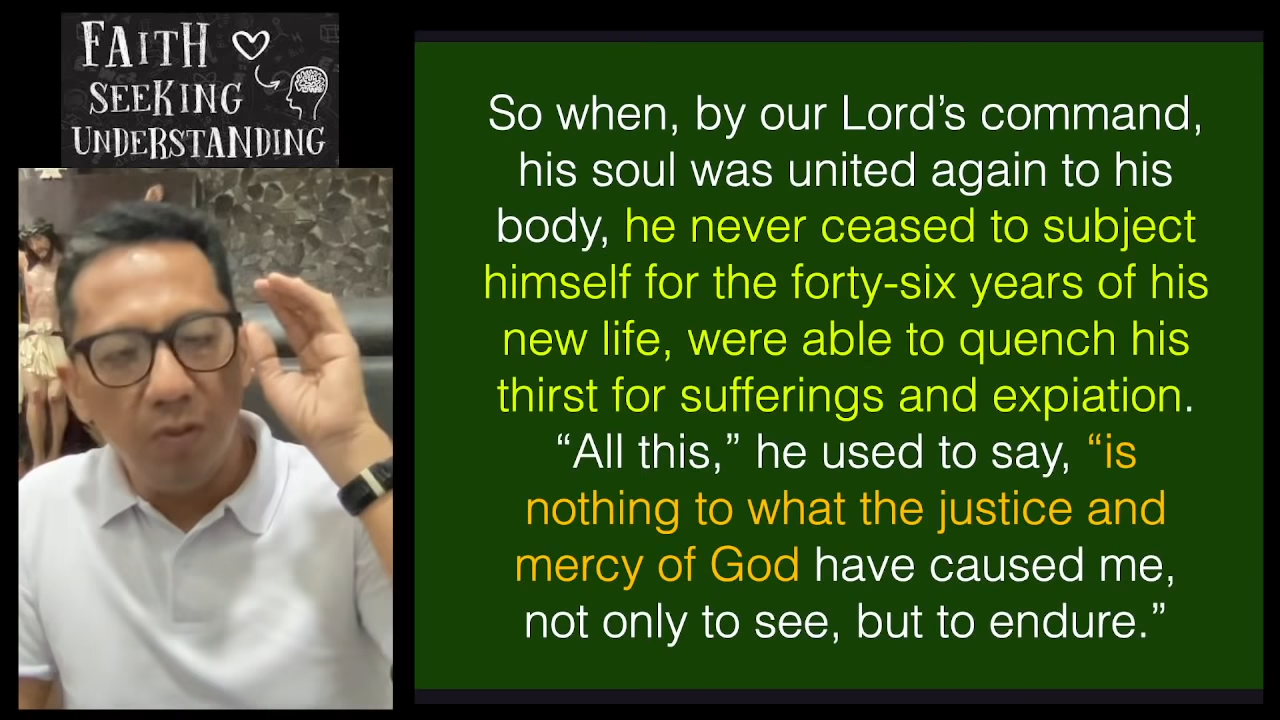 FAITH
SEEKING
UNDERSTANDING
So when, by our Lord’s command,
his soul was united again to his
body, he never ceased to subject
himself for the forty-six years of his
new life, were able to quench his
thirst for sufferings and expiation.
“All this,” he used to say, “is
nothing to what the justice and
mercy of God have caused me,
not only to see, but to endure.”